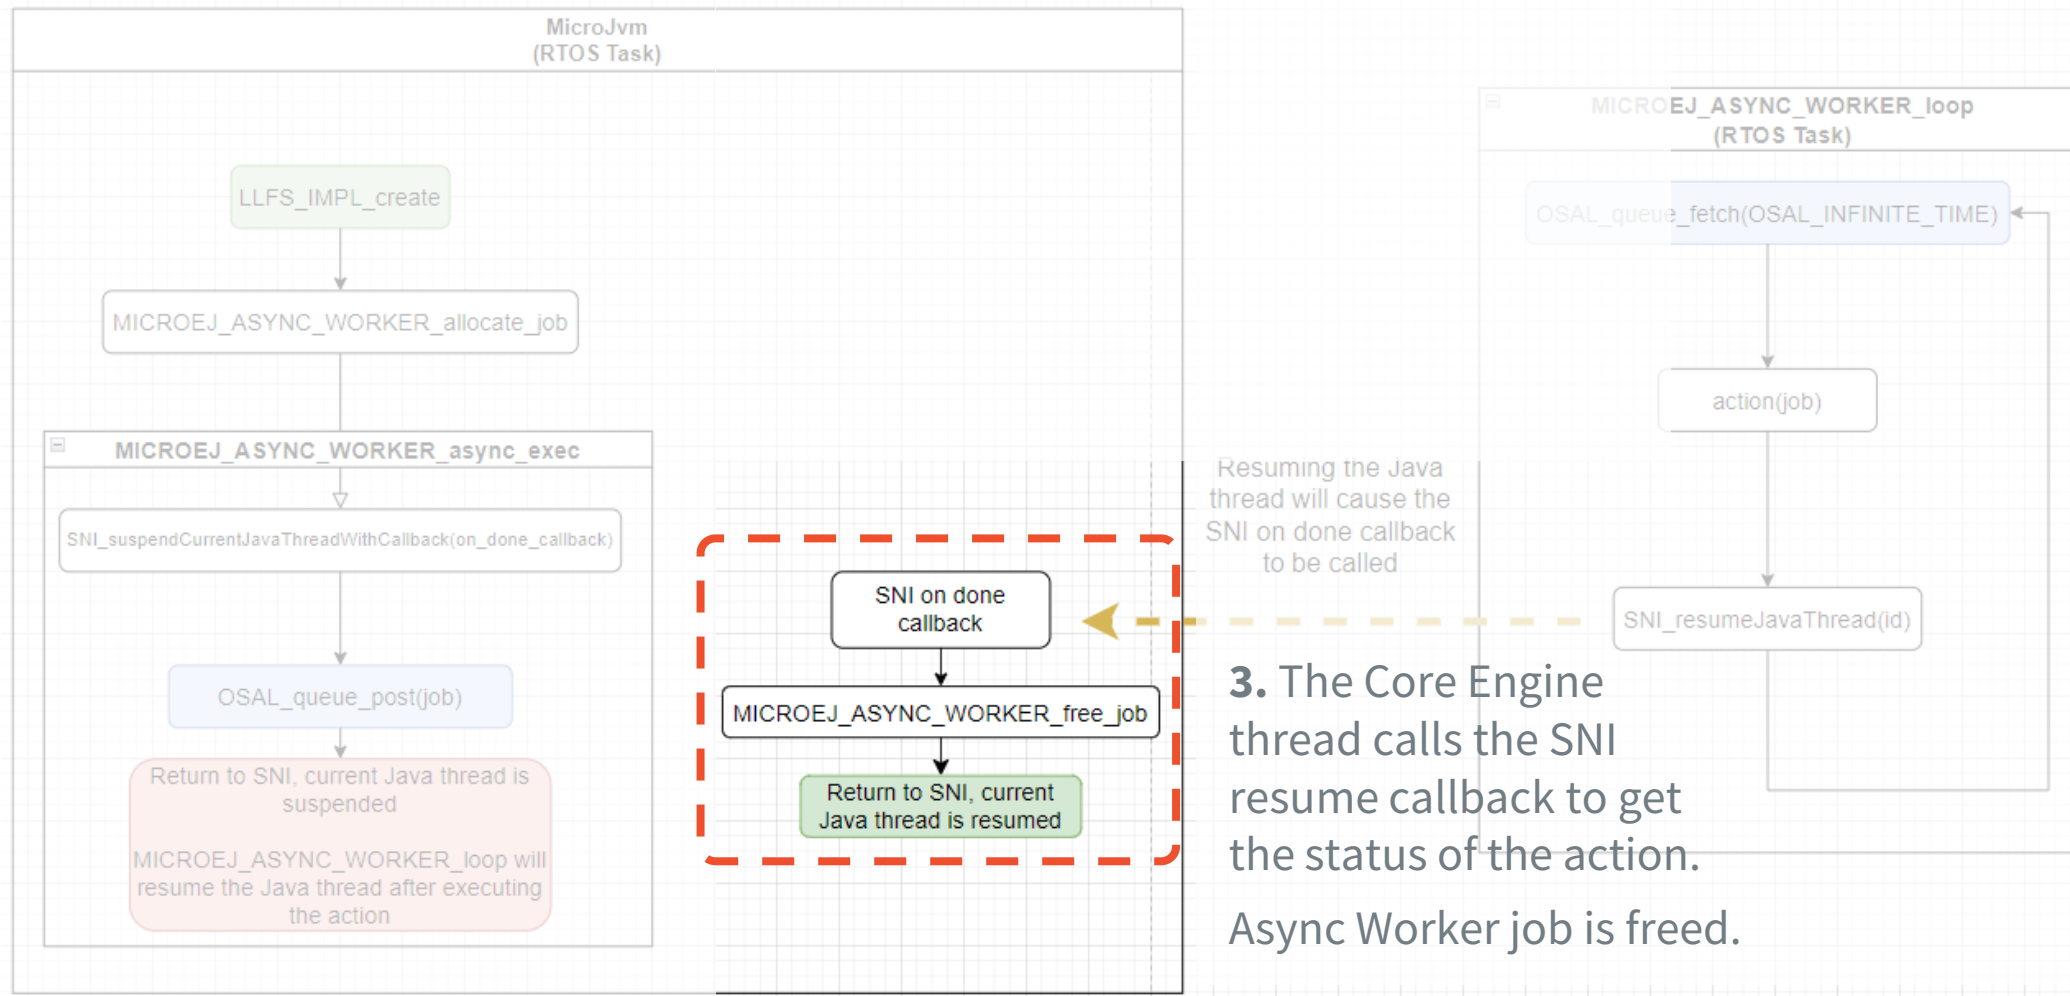 MicroJvm
(RTOS Task)
LLFS_IMPL_create
MICROEJ_ASYNC_WORKER_allocate_job
MICROEJ_ASYNC_WORKER_async_exec
SNI_suspendCurrentJavaThreadWithCallback(on_done_callback)
OSAL_queue_post(job)
Return to SNI, current Java thread is
suspended
MICROEJ_ASYNC_WORKER_loop will
resume the Java thread after executing
the action
SNI on done
callback
MICROEJ_ASYNC_WORKER_free_job
Return to SNI, current
Java thread is resumed
Resuming the Java
thread will cause the
SNI on done callback
to be called
MICROEJ_ASYNC_WORKER_loop
(RTOS Task)
OSAL_queue_fetch(OSAL_INFINITE_TIME)
action(job)
SNI_resumeJavaThread(id)
3. The Core Engine
thread calls the SNI
resume callback to get
the status of the action.
Async Worker job is freed.